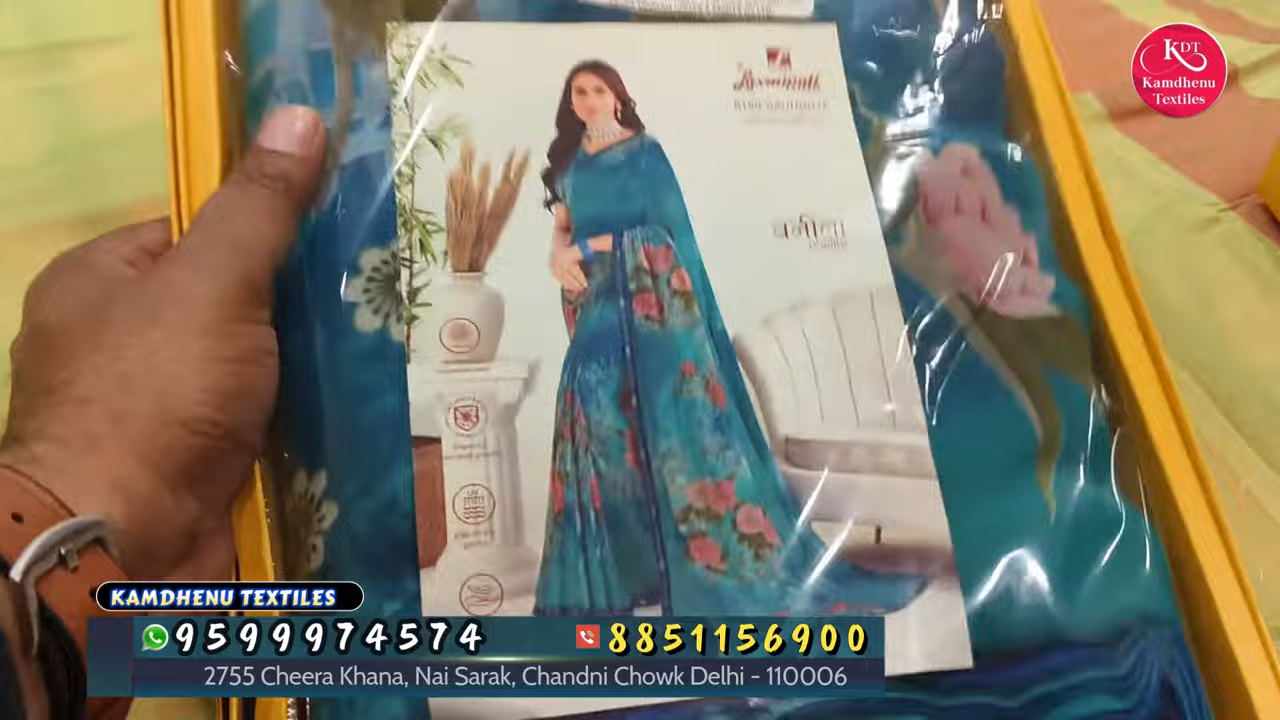 KDT
Kamdhenu
Textiles
KAMDHENU TEXTILES
9599974574
8851156900
2755 Cheera Khana, Nai Sarak, Chandni Chowk Delhi - 110006